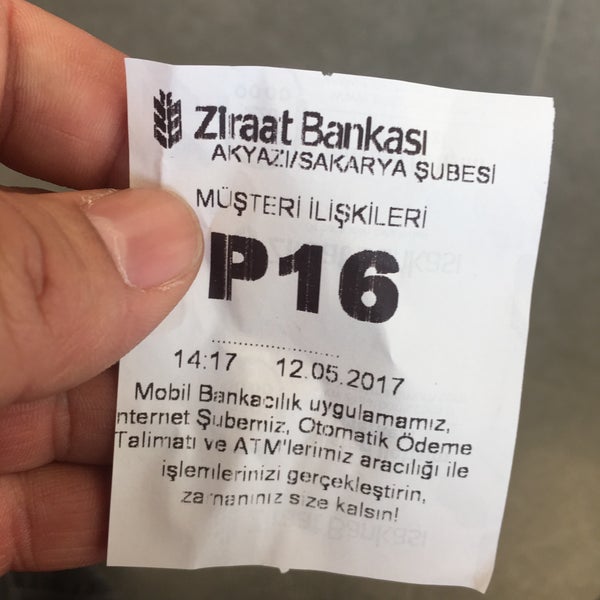 Ziraat Bankası
AKYAZI/SAKARYA ŞUBESİ
MÜŞTERİ İLİŞKİLERİ
P16
14:17 12.05.2017
Mobil Bankacılık uygulamamız,
nternet Şubemiz, Otomatik Ödeme
Talimatı ve ATM'lerimiz aracılığı ile
işlemlerinizi gerçekleştirin,
zamanınız size kalsın!